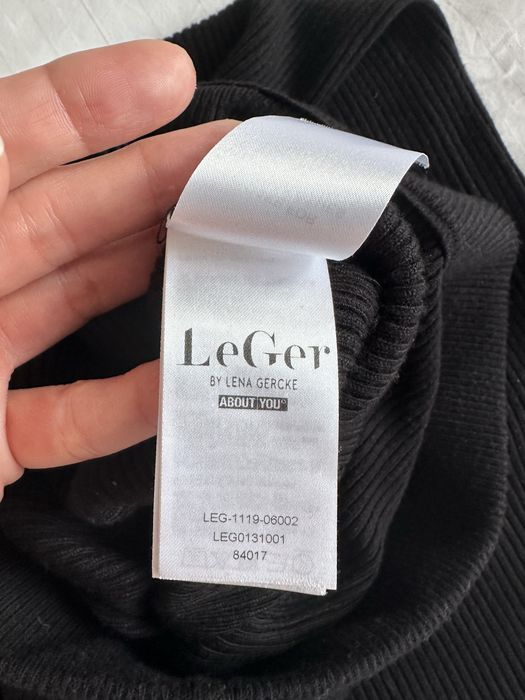 LeGer
BY LENA GERCKE
ABOUT YOU°
LEG-1119-06002
LEG0131001
84017